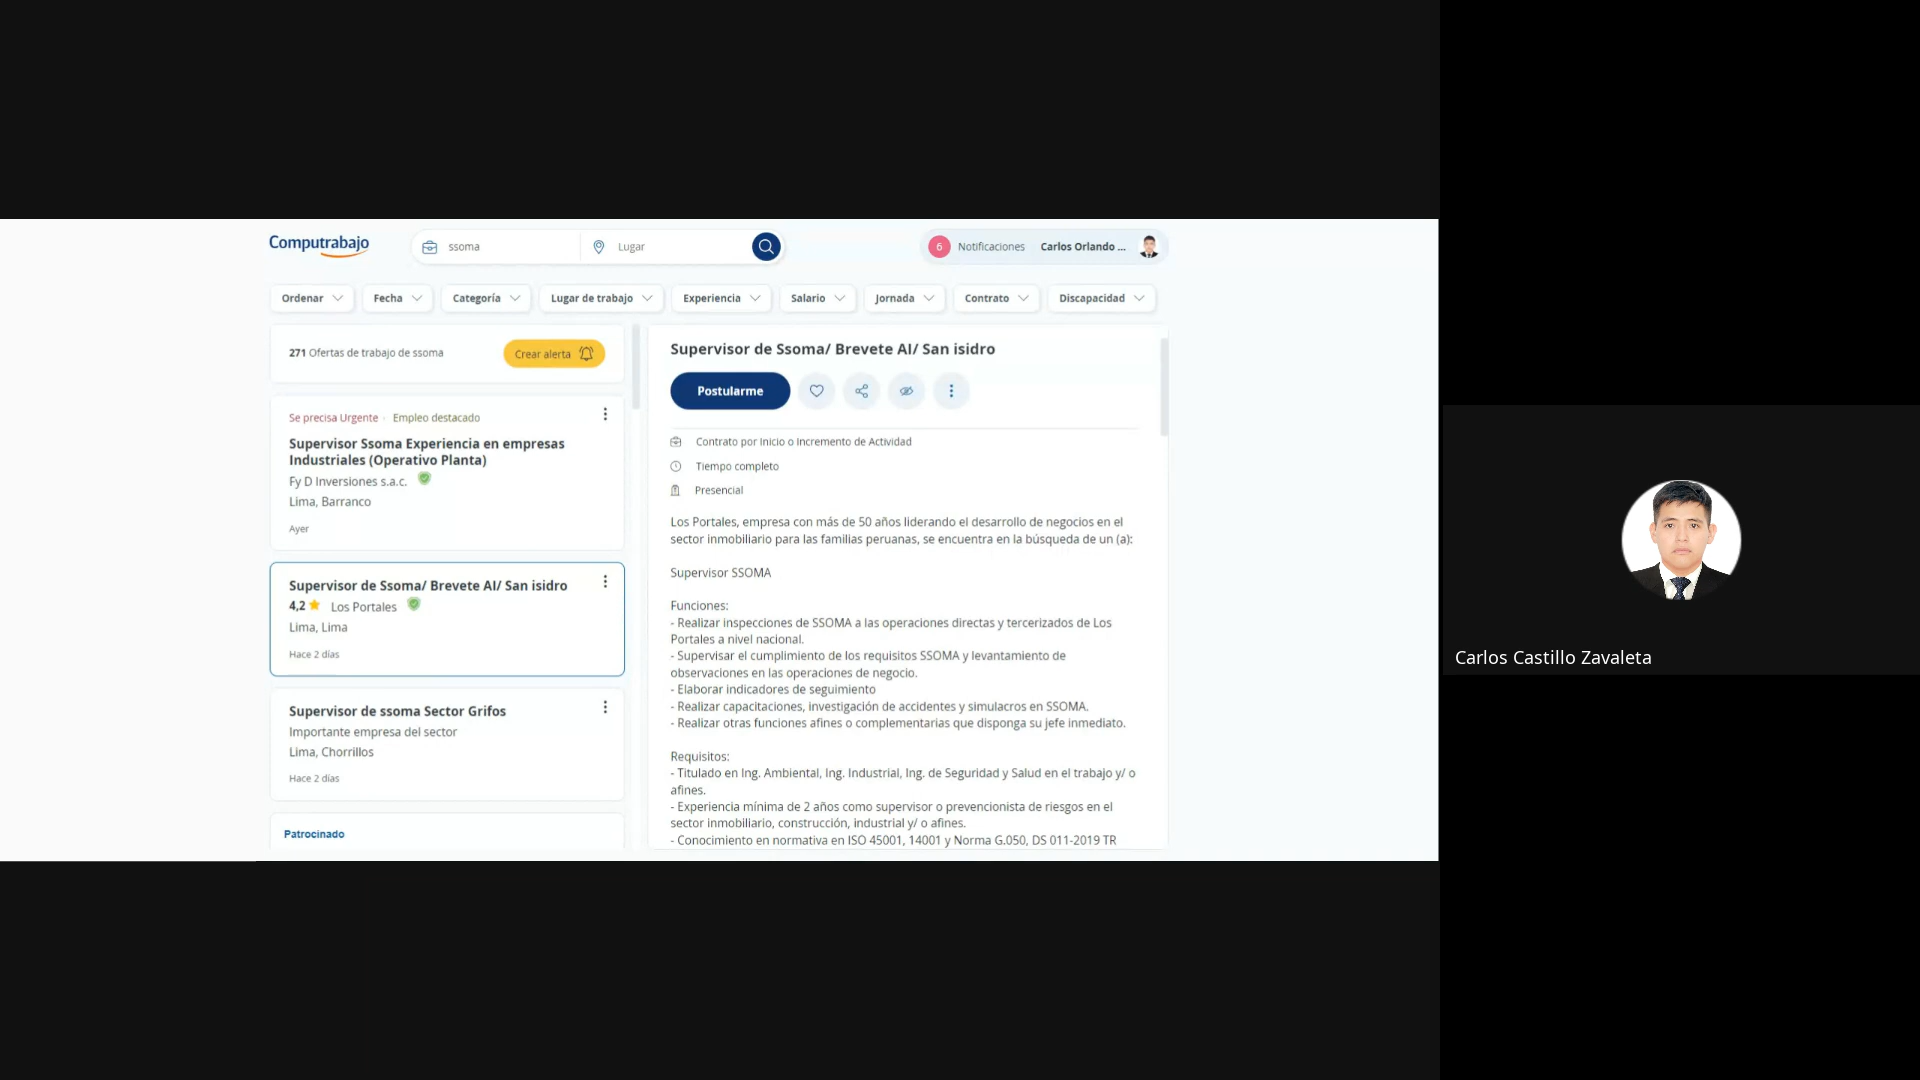 Computrabajo
ssoma
Lugar
6 Notificaciones Carlos Orlando ...
Ordenar
Fecha
Categoría
Lugar de trabajo
Experiencia
Salario
Jornada
Contrato
Discapacidad
271 Ofertas de trabajo de ssoma
Crear alerta
Se precisa Urgente · Empleo destacado
Supervisor Ssoma Experiencia en empresas
Industriales (Operativo Planta)
Fy D Inversiones s.a.c.
Lima, Barranco
Ayer
Supervisor de Ssoma/ Brevete AI/ San isidro
4,2 Los Portales
Lima, Lima
Hace 2 días
Supervisor de ssoma Sector Grifos
Importante empresa del sector
Lima, Chorrillos
Hace 2 días
Patrocinado
Supervisor de Ssoma/ Brevete AI/ San isidro
Postularme
Contrato por Inicio o Incremento de Actividad
Tiempo completo
Presencial
Los Portales, empresa con más de 50 años liderando el desarrollo de negocios en el
sector inmobiliario para las familias peruanas, se encuentra en la búsqueda de un (a):
Supervisor SSOMA
Funciones:
- Realizar inspecciones de SSOMA a las operaciones directas y tercerizados de Los
Portales a nivel nacional.
- Supervisar el cumplimiento de los requisitos SSOMA y levantamiento de
observaciones en las operaciones de negocio.
- Elaborar indicadores de seguimiento
- Realizar capacitaciones, investigación de accidentes y simulacros en SSOMA.
- Realizar otras funciones afines o complementarias que disponga su jefe inmediato.
Requisitos:
- Titulado en Ing. Ambiental, Ing. Industrial, Ing. de Seguridad y Salud en el trabajo y/ o
afines.
- Experiencia mínima de 2 años como supervisor o prevencionista de riesgos en el
sector inmobiliario, construcción, industrial y/ o afines.
- Conocimiento en normativa en ISO 45001, 14001 y Norma G.050, DS 011-2019 TR
Carlos Castillo Zavaleta